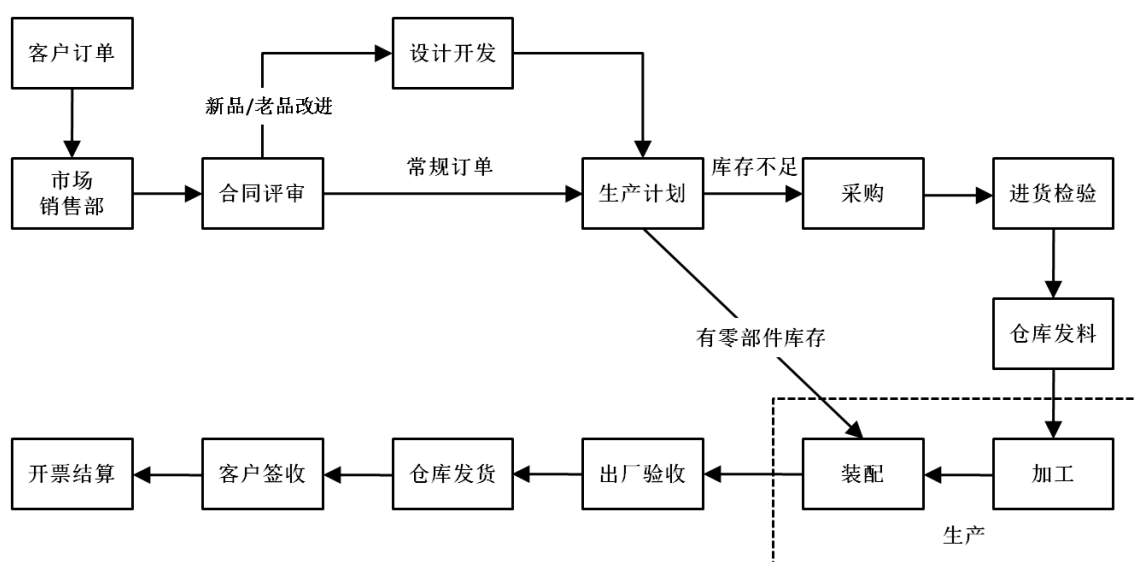 客户订单
设计开发
新品/老品改进
市场
销售部
合同评审
常规订单
生产计划
库存不足
采购
进货检验
有零部件库存
仓库发料
开票结算
客户签收
仓库发货
出厂验收
装配
加工
生产